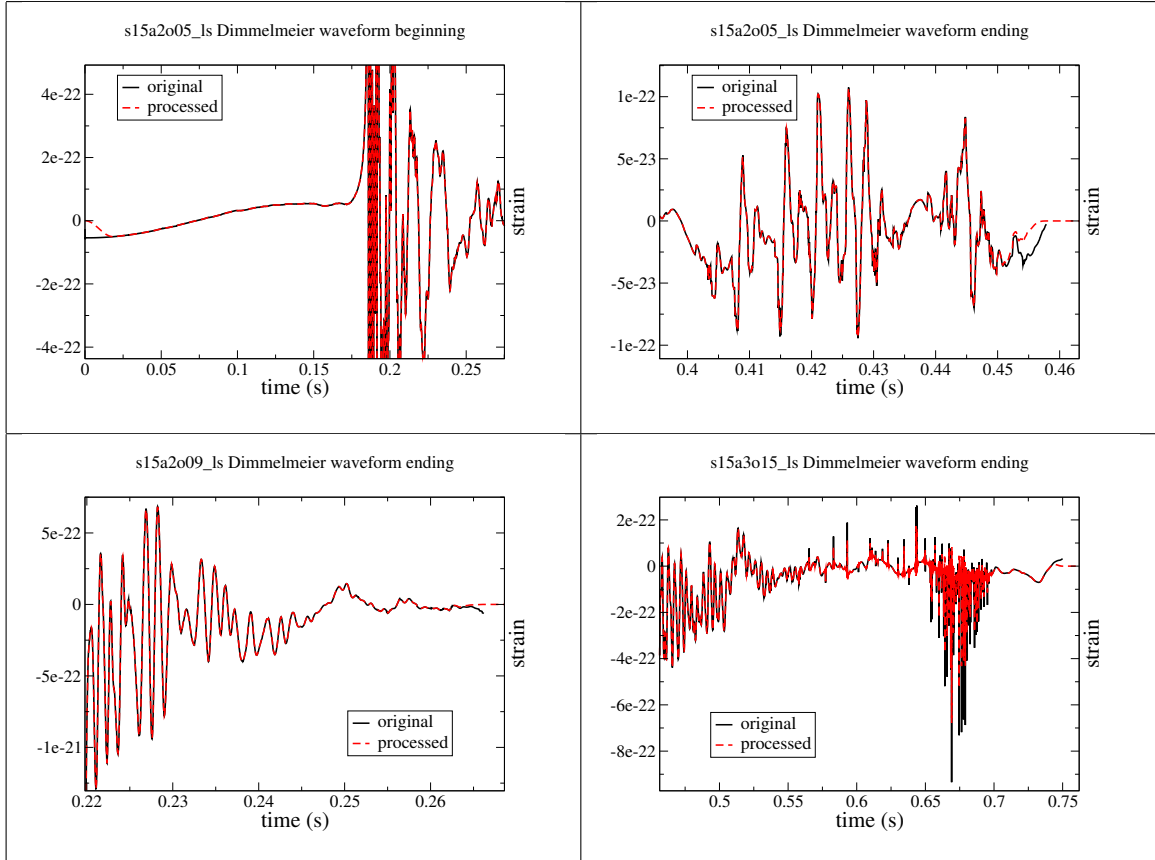 s15a2o05_ls Dimmelmeier waveform beginning
original
processed
4e-22
2e-22
0
-2e-22
-4e-22
strain
0
0.05
0.1
0.15
0.2
0.25
time (s)
s15a2o05_ls Dimmelmeier waveform ending
original
processed
1e-22
5e-23
0
-5e-23
-1e-22
strain
0.4
0.41
0.42
0.43
0.44
0.45
0.46
time (s)
s15a2o09_ls Dimmelmeier waveform ending
5e-22
0
-5e-22
-1e-21
original
processed
strain
0.22
0.23
0.24
0.25
0.26
time (s)
s15a3o15_ls Dimmelmeier waveform ending
2e-22
0
-2e-22
-4e-22
-6e-22
-8e-22
original
processed
strain
0.5
0.55
0.6
0.65
0.7
0.75
time (s)